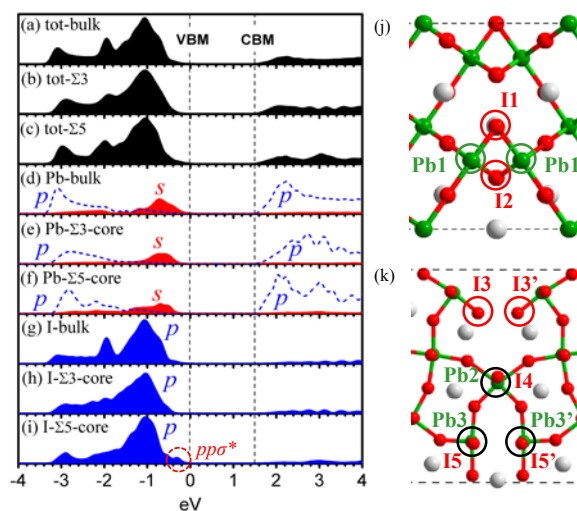 (a) tot-bulk
VBM
CBM
(b) tot-Σ3
(c) tot-Σ5
(d) Pb-bulk
p
s
p
(e) Pb-Σ3-core
p
s
p
(f) Pb-Σ5-core
p
s
p
(g) I-bulk
p
(h) I-Σ3-core
p
(i) I-Σ5-core
p
ppσ*
-4 -3 -2 -1 0 1 2 3 4
eV
(j)
I1
Pb1
Pb1
I2
(k)
I3
I3’
Pb2
I4
Pb3
Pb3’
I5
I5’